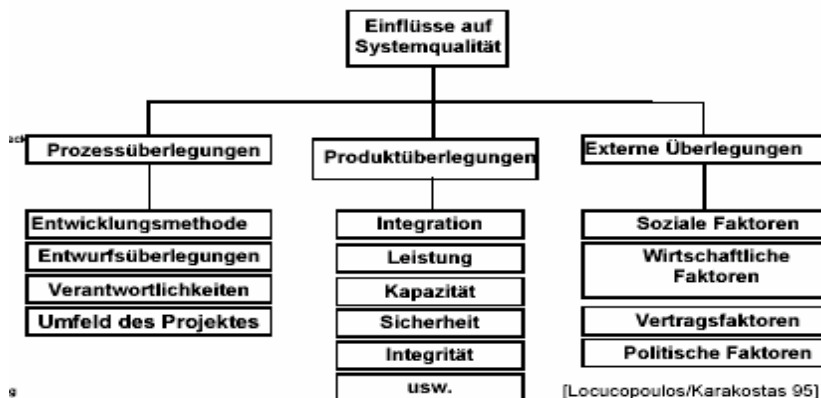 Einflüsse auf
Systemqualität
Prozessüberlegungen
Produktüberlegungen
Externe Überlegungen
Entwicklungsmethode
Entwurfsüberlegungen
Verantwortlichkeiten
Umfeld des Projektes
Integration
Leistung
Kapazität
Sicherheit
Integrität
usw.
Soziale Faktoren
Wirtschaftliche
Faktoren
Vertragsfaktoren
Politische Faktoren
[Locucopoulos/Karakostas 95]